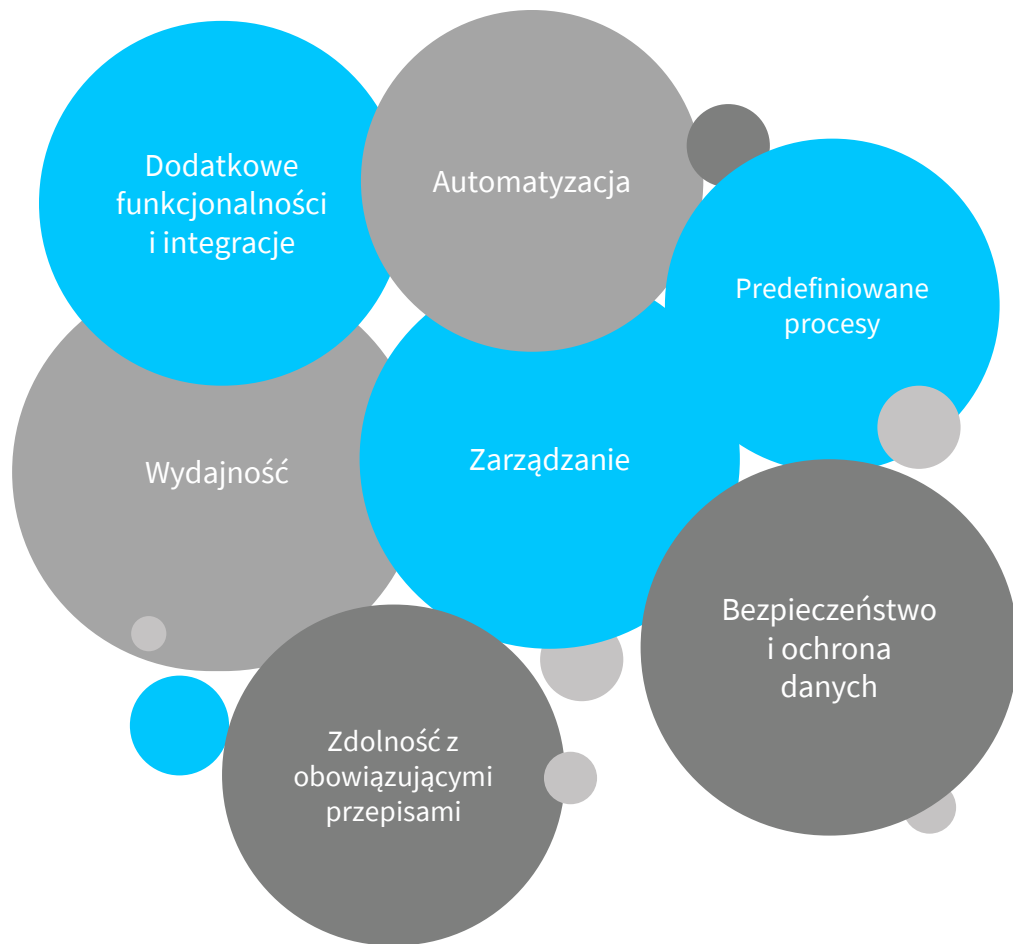 Dodatkowe
funkcjonalności
i integracje
Automatyzacja
Predefiniowane
procesy
Wydajność
Zarządzanie
Bezpieczeństwo
i ochrona
danych
Zdolność z
obowiązującymi
przepisami